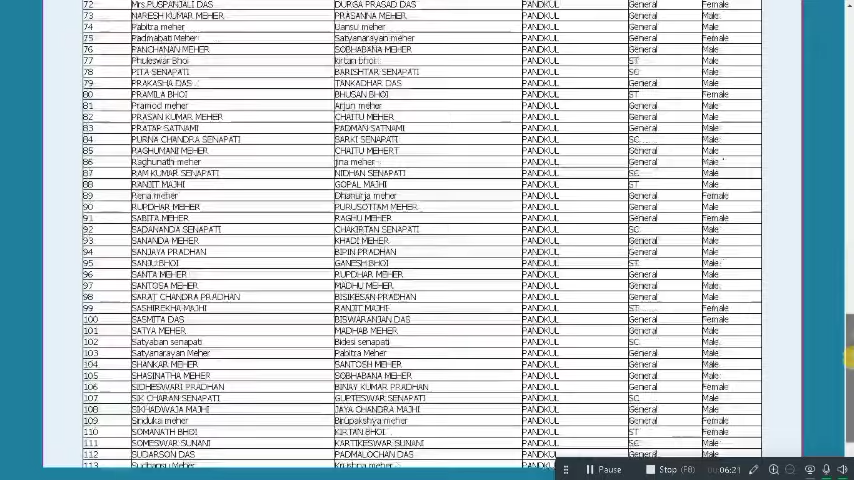 72 Mrs.PUSPANJALI DAS DURGA PRASAD DAS PANDKUL General Female
73 NARESH KUMAR MEHER PRASANNA MEHER PANDKUL General Male
74 Pabitra meher Uansu meher PANDKUL General Male
75 Padmabati Meher Satyanarayan meher PANDKUL General Female
76 PANCHANAN MEHER SOBHABANA MEHER PANDKUL General Male
77 Phuleswar Bhoi kirtan bhoi PANDKUL ST Male
78 PITA SENAPATI BARISHTAR SENAPATI PANDKUL SC Male
79 PRAKASHA DAS TANKADHAR DAS PANDKUL General Male
80 PRAMILA BHOI BHUSAN BHOI PANDKUL ST Female
81 Pramod meher Arjun meher PANDKUL General Male
82 PRASAN KUMAR MEHER CHAITU MEHER PANDKUL General Male
83 PRATAP SATNAMI PADMAN SATNAMI PANDKUL General Male
84 PURNA CHANDRA SENAPATI SARKI SENAPATI PANDKUL SC Male
85 RAGHUMANI MEHER CHAITU MEHERT PANDKUL General Male
86 Raghunath meher jina meher PANDKUL General Male
87 RAM KUMAR SENAPATI NIDHAN SENAPATI PANDKUL SC Male
88 RANJIT MAJHI GOPAL MAJHI PANDKUL ST Male
89 Rena meher Dhanurja meher PANDKUL General Female
90 RUPDHAR MEHER PURUSOTTAM MEHER PANDKUL General Male
91 SABITA MEHER RAGHU MEHER PANDKUL General Female
92 SADANANDA SENAPATI CHAKIRTAN SENAPATI PANDKUL SC Male
93 SANANDA MEHER KHADI MEHER PANDKUL General Male
94 SANJAYA PRADHAN BIPIN PRADHAN PANDKUL General Male
95 SANJU BHOI GANESH BHOI PANDKUL ST Male
96 SANTA MEHER RUPDHAR MEHER PANDKUL General Male
97 SANTOSA MEHER MADHU MEHER PANDKUL General Male
98 SARAT CHANDRA PRADHAN BISIKESAN PRADHAN PANDKUL General Male
99 SASHIREKHA MAJHI RANJIT MAJHI PANDKUL ST Female
100 SASMITA DAS BISWARANJAN DAS PANDKUL General Female
101 SATYA MEHER MADHAB MEHER PANDKUL General Male
102 Satyaban senapati Bidesi senapati PANDKUL SC Male
103 Satyanarayan Meher Pabitra Meher PANDKUL General Male
104 SHANKAR MEHER SANTOSH MEHER PANDKUL General Male
105 SHASINATHA MEHER SOBHABANA MEHER PANDKUL General Male
106 SIDHESWARI PRADHAN BINAY KUMAR PRADHAN PANDKUL General Female
107 SIK CHARAN SENAPATI GUPTESWAR SENAPATI PANDKUL SC Male
108 SIKHADWAJA MAJHI JAYA CHANDRA MAJHI PANDKUL General Male
109 Sinduka meher Birupakshya meher PANDKUL General Female
110 SOMANATH BHOI KIRTAN BHOI PANDKUL ST Female
111 SOMESWAR SUNANI KARTIKESWAR SUNANI PANDKUL SC Male
112 SUDARSON DAS PADMALOCHAN DAS PANDKUL General Male
113 Sudhansu Meher Krushna meher
Pause Stop (F8) 00:06:21